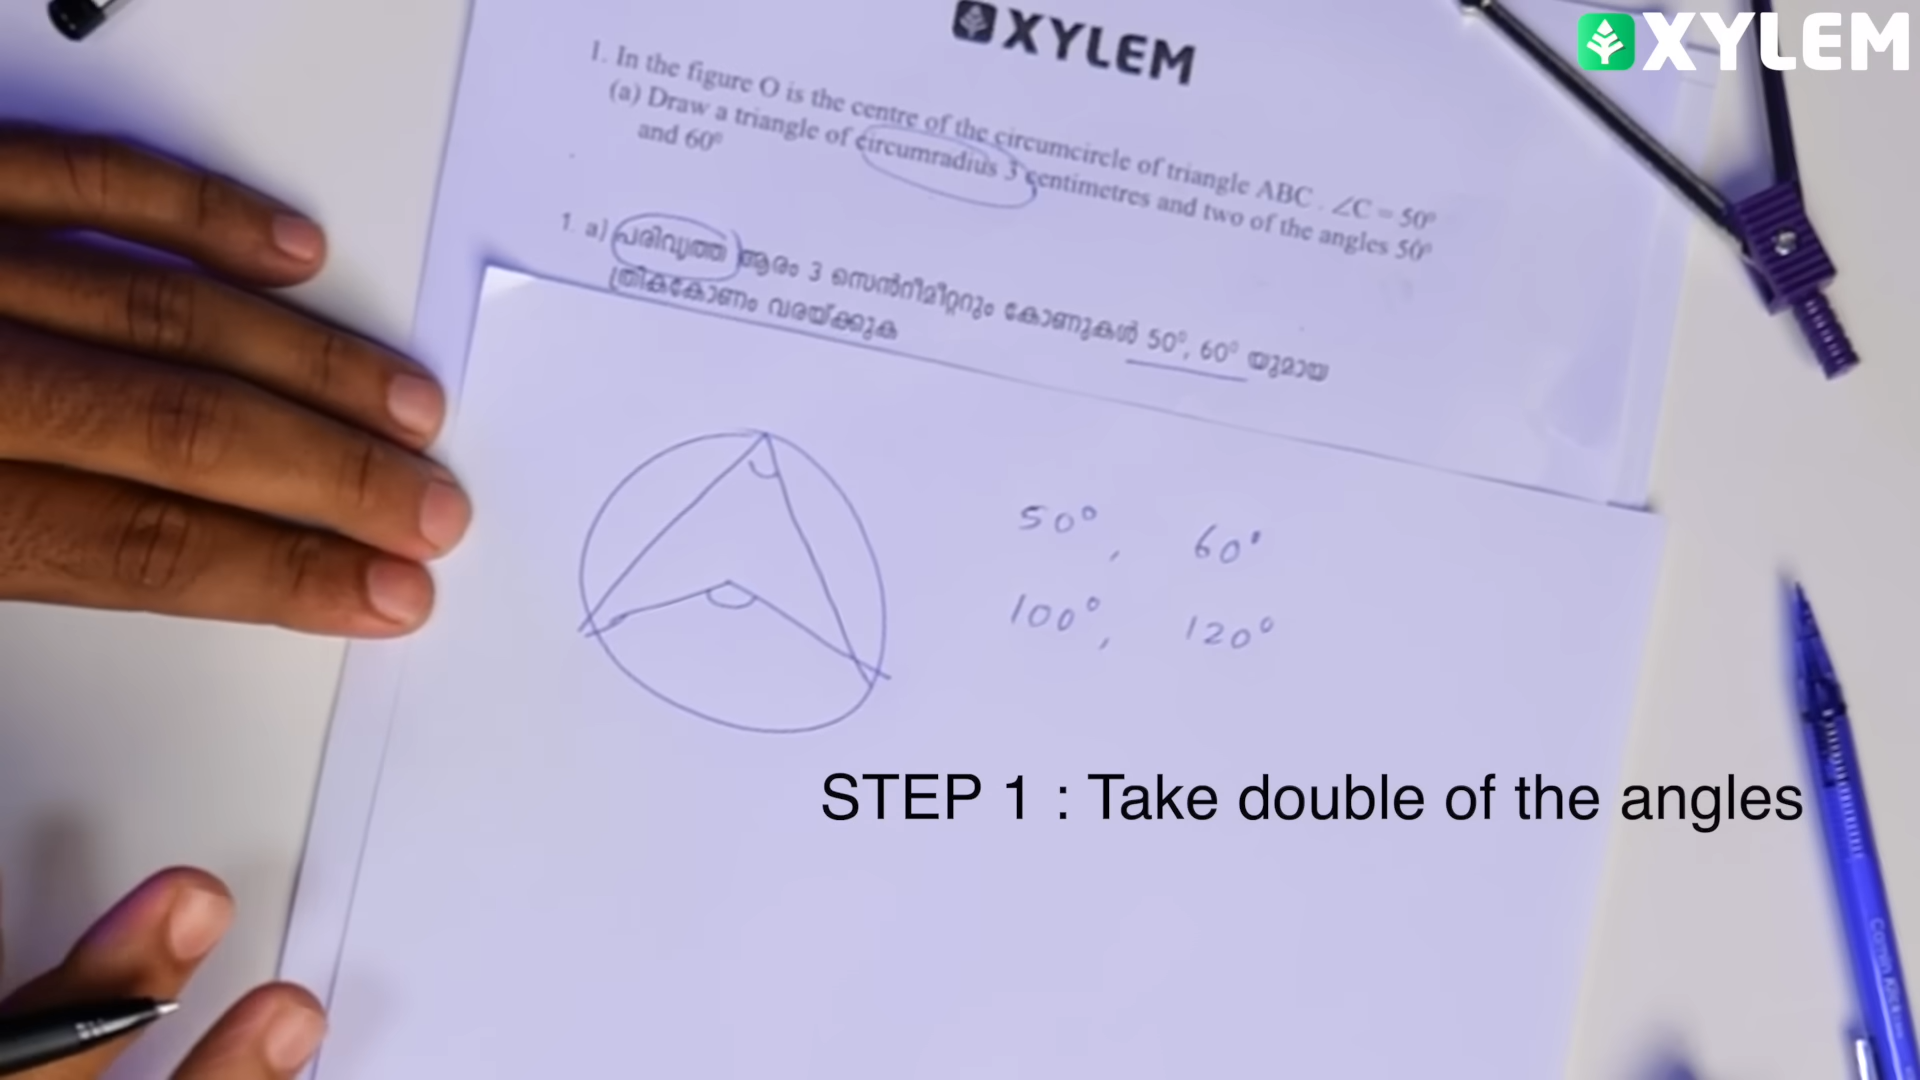 XYLEM
XYLEM
1. In the figure O is the centre of the circumcircle of triangle ABC . ∠C = 50°
(a) Draw a triangle of circumradius 3 centimetres and two of the angles 50°
and 60°
1. a) പരിവൃത്ത ആരം 3 സെൻറീമീറ്ററും കോണുകൾ 50°, 60° യുമായ
ത്രികകോണം വരയ്ക്കുക
50°, 60°
100°, 120°
STEP 1 : Take double of the angles